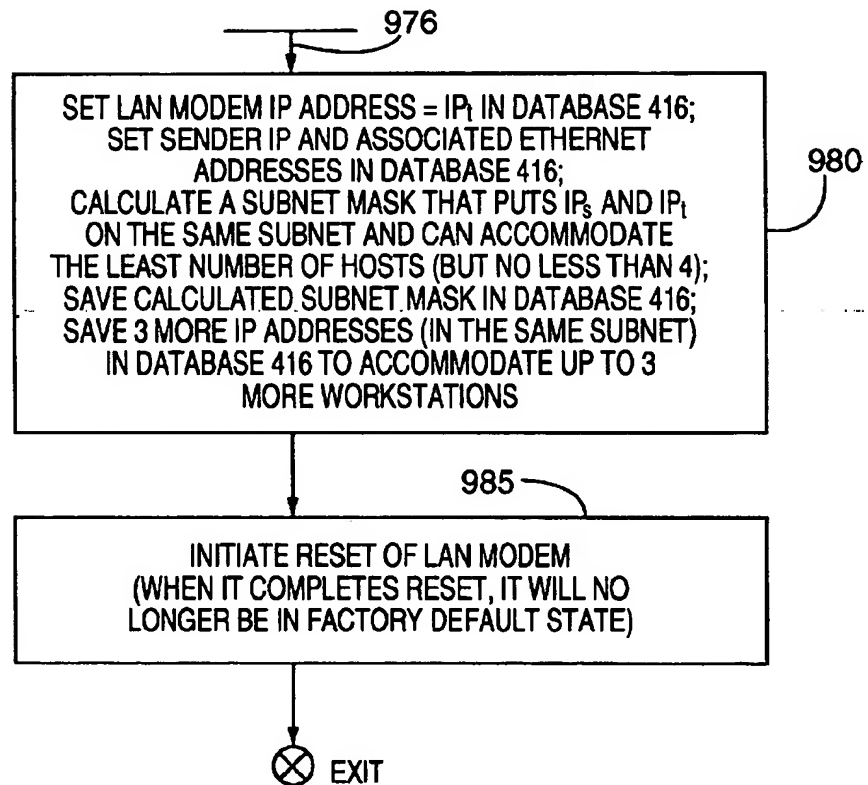 976
SET LAN MODEM IP ADDRESS = IPt IN DATABASE 416;
SET SENDER IP AND ASSOCIATED ETHERNET
ADDRESSES IN DATABASE 416;
980
CALCULATE A SUBNET MASK THAT PUTS IPs AND IPt
ON THE SAME SUBNET AND CAN ACCOMMODATE
THE LEAST NUMBER OF HOSTS (BUT NO LESS THAN 4);
SAVE CALCULATED SUBNET MASK IN DATABASE 416;
SAVE 3 MORE IP ADDRESSES (IN THE SAME SUBNET)
IN DATABASE 416 TO ACCOMMODATE UP TO 3
MORE WORKSTATIONS
985
INITIATE RESET OF LAN MODEM
(WHEN IT COMPLETES RESET, IT WILL NO
LONGER BE IN FACTORY DEFAULT STATE)
EXIT